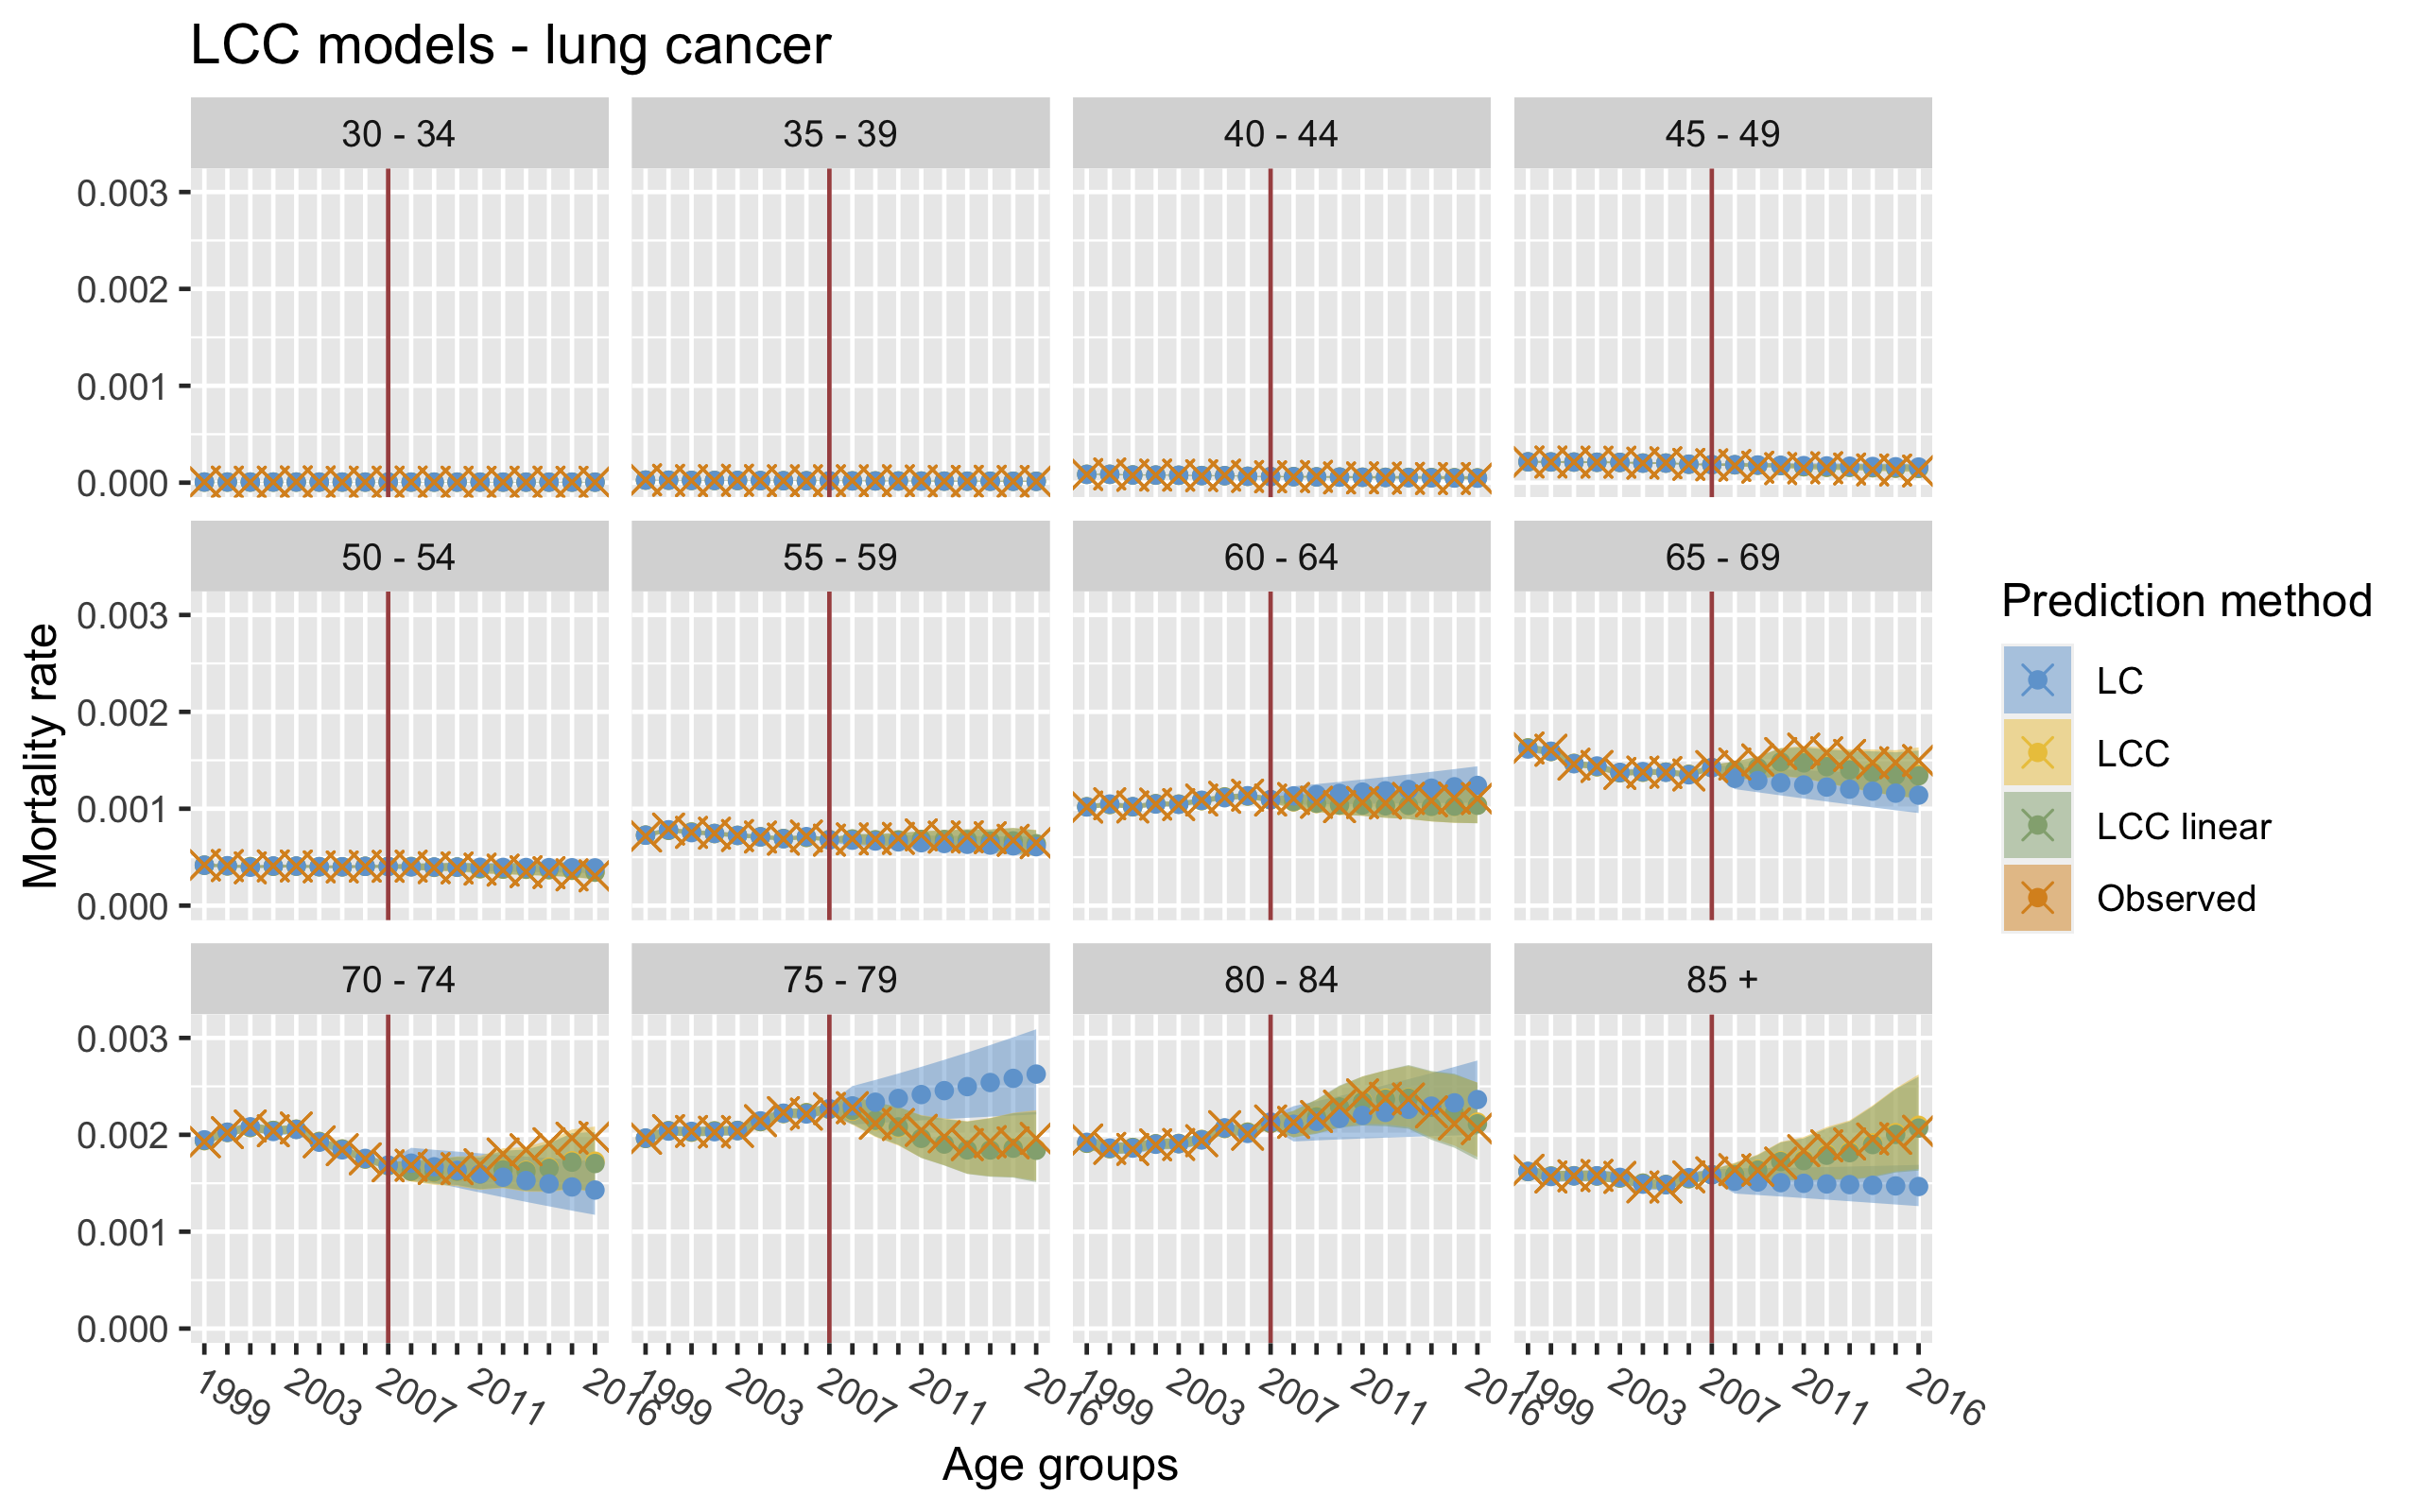 LCC models - lung cancer
30 - 34
35 - 39
40 - 44
45 - 49
0.003
0.002
0.001
0.000
50 - 54
55 - 59
60 - 64
65 - 69
0.003
0.002
0.001
0.000
70 - 74
75 - 79
80 - 84
85 +
0.003
0.002
0.001
0.000
1999 2003 2007 2011 2016 1999 2003 2007 2011 2016 1999 2003 2007 2011 2016 1999 2003 2007 2011 2016
Age groups
Mortality rate
Prediction method
LC
LCC
LCC linear
Observed